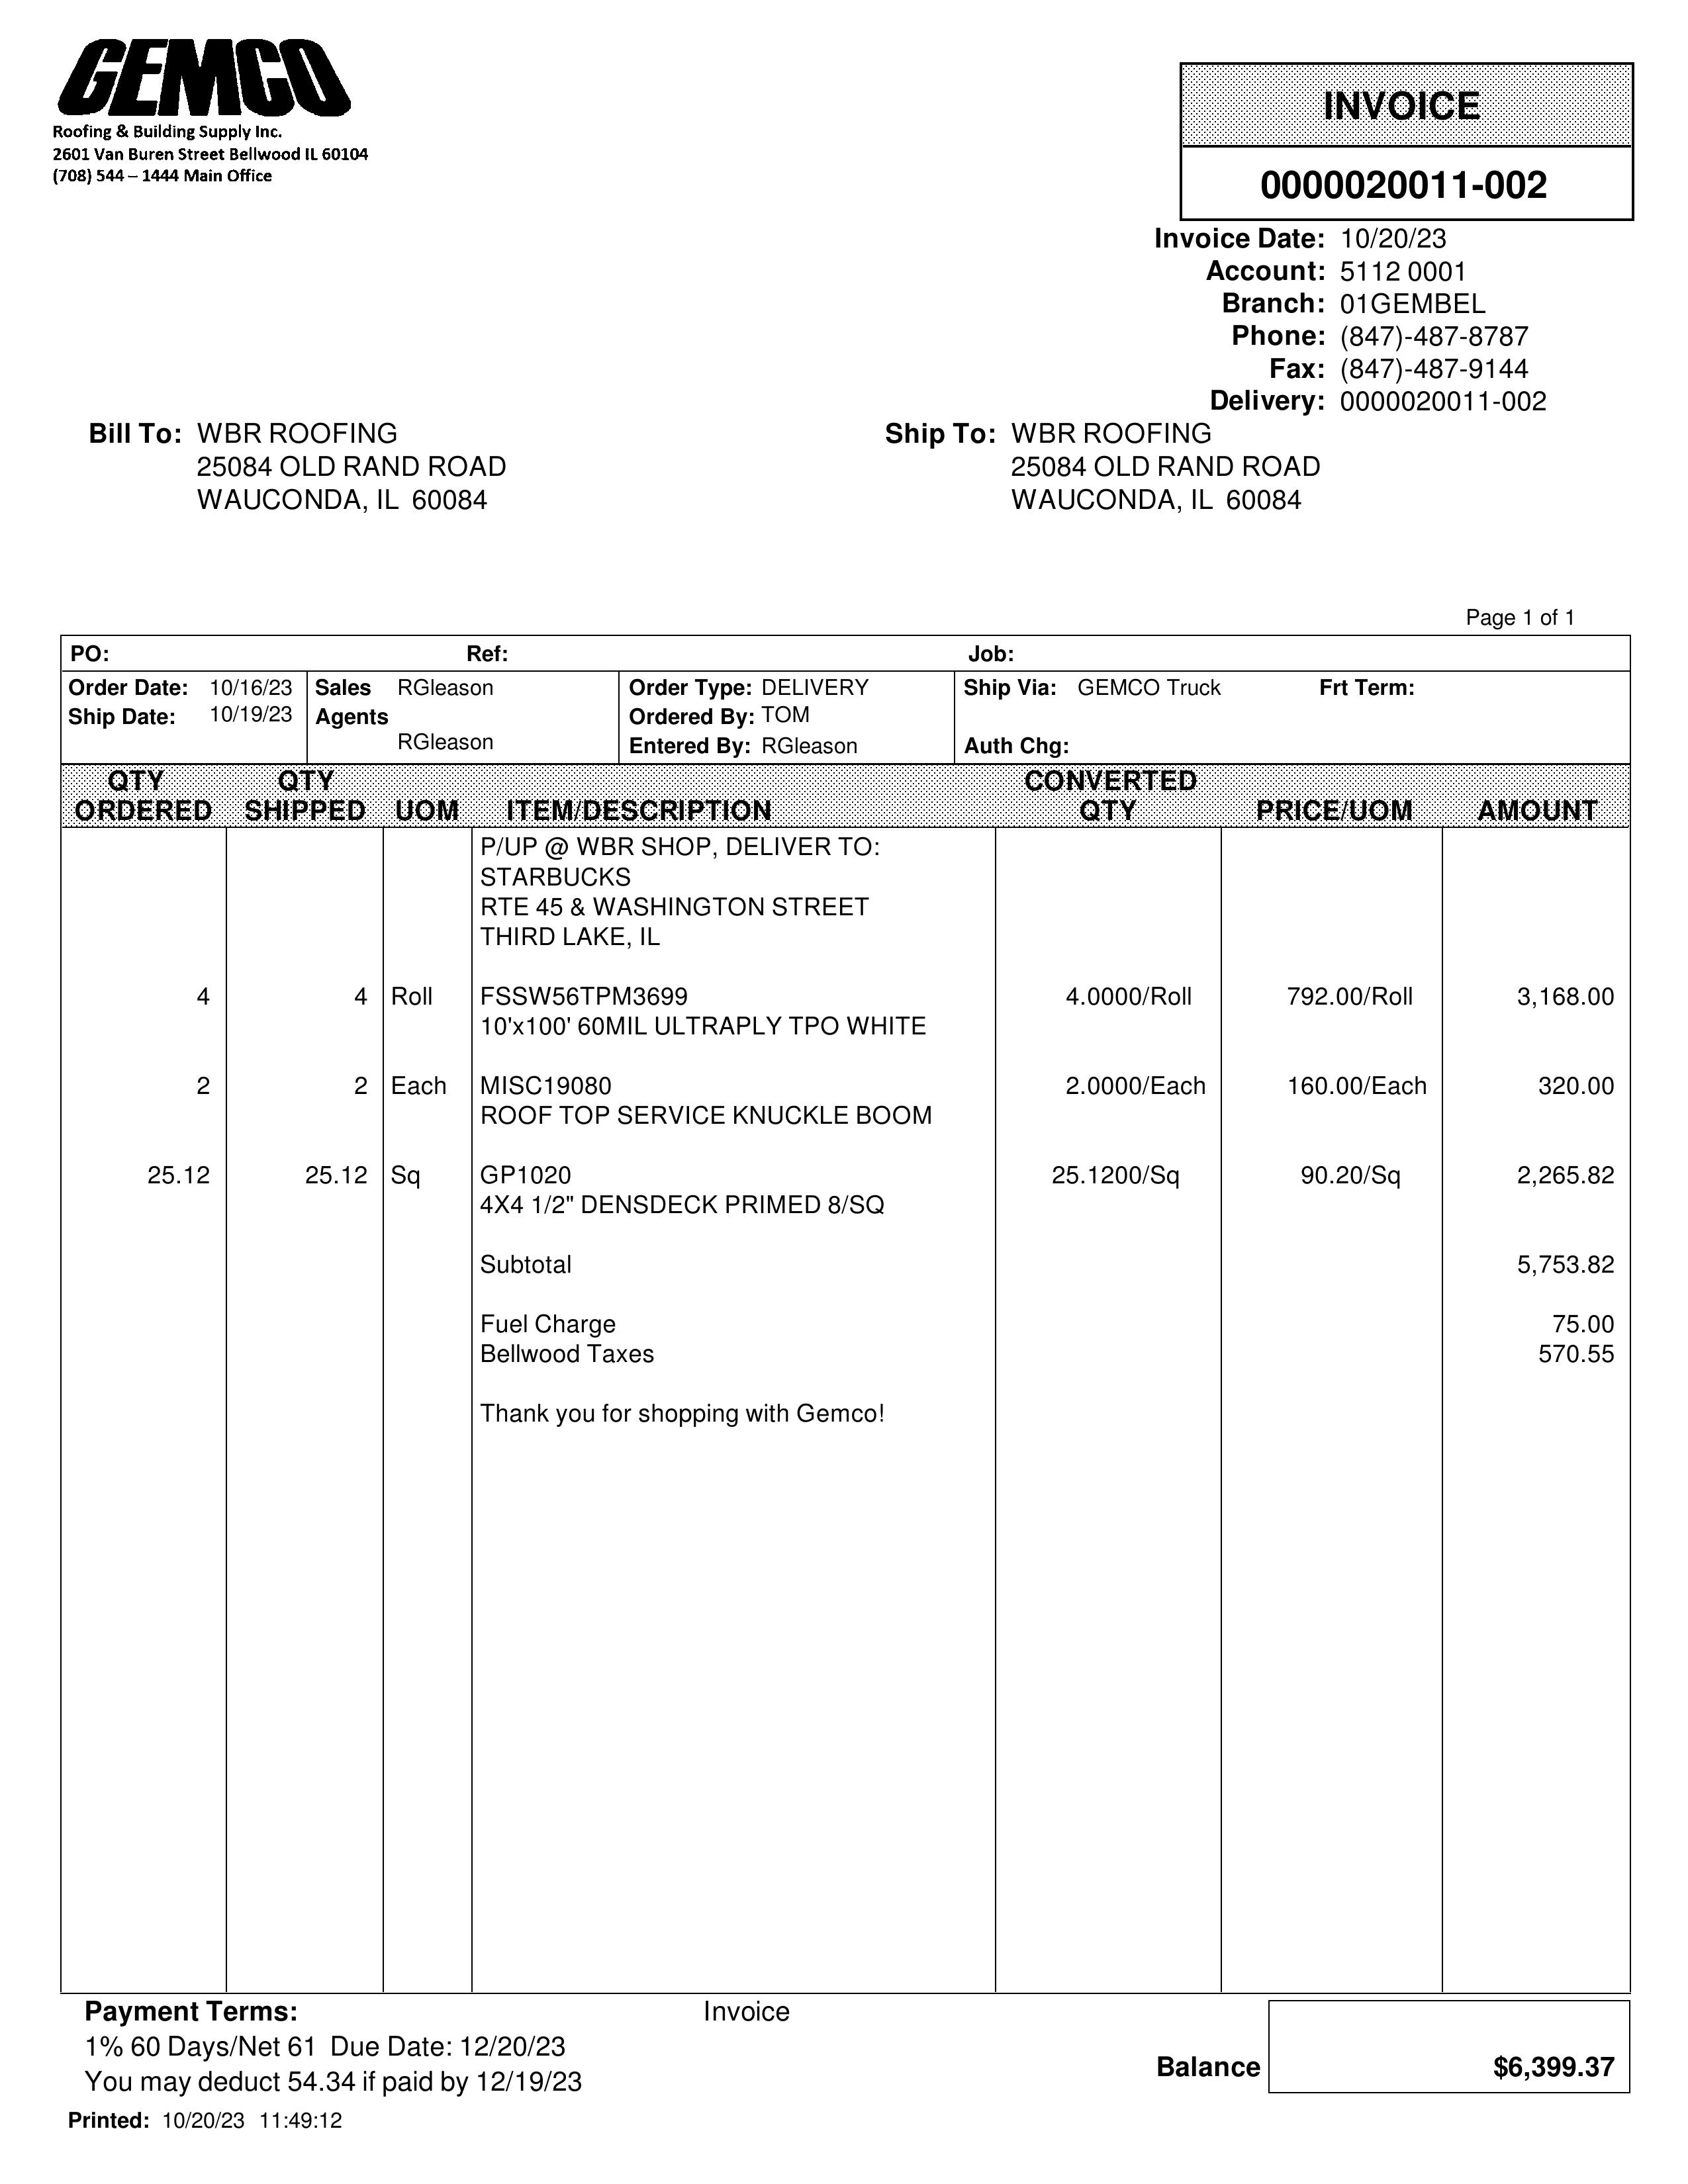 GEMCO
Roofing & Building Supply Inc.
2601 Van Buren Street Bellwood IL 60104
(708) 544 – 1444 Main Office
INVOICE
0000020011-002
Invoice Date: 10/20/23
Account: 5112 0001
Branch: 01GEMBEL
Phone: (847)-487-8787
Fax: (847)-487-9144
Delivery: 0000020011-002
Bill To: WBR ROOFING
25084 OLD RAND ROAD
WAUCONDA, IL 60084
Ship To: WBR ROOFING
25084 OLD RAND ROAD
WAUCONDA, IL 60084
Page 1 of 1
PO: Ref: Job:
Order Date: 10/16/23 Sales RGleason Order Type: DELIVERY Ship Via: GEMCO Truck Frt Term:
Ship Date: 10/19/23 Agents Ordered By: TOM
RGleason Entered By: RGleason Auth Chg:
QTY QTY CONVERTED
ORDERED SHIPPED UOM ITEM/DESCRIPTION QTY PRICE/UOM AMOUNT
P/UP @ WBR SHOP, DELIVER TO:
STARBUCKS
RTE 45 & WASHINGTON STREET
THIRD LAKE, IL
4 4 Roll FSSW56TPM3699 4.0000/Roll 792.00/Roll 3,168.00
10'x100' 60MIL ULTRAPLY TPO WHITE
2 2 Each MISC19080 2.0000/Each 160.00/Each 320.00
ROOF TOP SERVICE KNUCKLE BOOM
25.12 25.12 Sq GP1020 25.1200/Sq 90.20/Sq 2,265.82
4X4 1/2" DENSDECK PRIMED 8/SQ
Subtotal 5,753.82
Fuel Charge 75.00
Bellwood Taxes 570.55
Thank you for shopping with Gemco!
Payment Terms: Invoice
1% 60 Days/Net 61 Due Date: 12/20/23
You may deduct 54.34 if paid by 12/19/23
Balance $6,399.37
Printed: 10/20/23 11:49:12